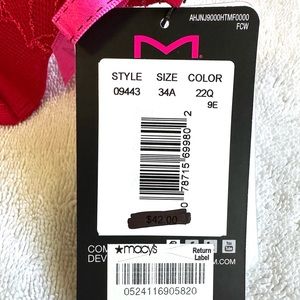 AHJNJ9000HTMF0000
FCW
M
STYLE SIZE COLOR
09443 34A 22Q
9E
0 78715 69980 2
$42.00
★macy's Return
Label
0524116905820